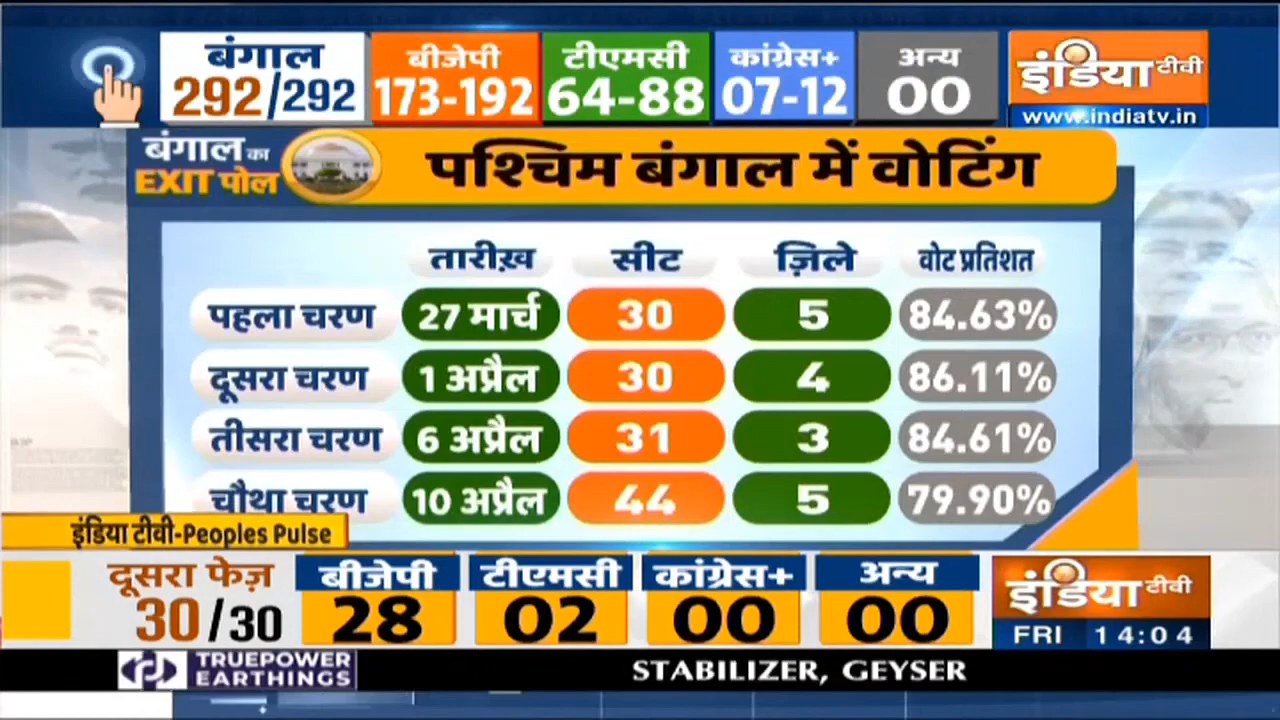 बंगाल
292/292
बीजेपी
173-192
टीएमसी
64-88
कांग्रेस+
07-12
अन्य
00
इंडिया टीवी
www.indiatv.in
बंगाल का
EXIT पोल
पश्चिम बंगाल में वोटिंग
तारीख़ सीट ज़िले वोट प्रतिशत
पहला चरण 27 मार्च 30 5 84.63%
दूसरा चरण 1 अप्रैल 30 4 86.11%
तीसरा चरण 6 अप्रैल 31 3 84.61%
चौथा चरण 10 अप्रैल 44 5 79.90%
इंडिया टीवी-Peoples Pulse
दूसरा फेज़
30/30
बीजेपी
28
टीएमसी
02
कांग्रेस+
00
अन्य
00
इंडिया टीवी
FRI 14:04
TRUEPOWER
EARTHINGS
STABILIZER, GEYSER